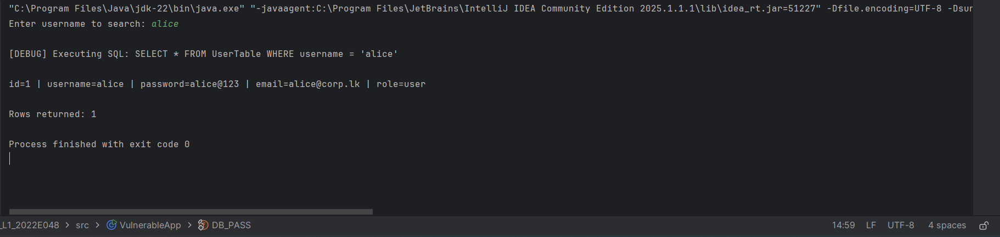 "C:\Program Files\Java\jdk-22\bin\java.exe" "-javaagent:C:\Program Files\JetBrains\IntelliJ IDEA Community Edition 2025.1.1.1\lib\idea_rt.jar=51227" -Dfile.encoding=UTF-8 -Dsun
Enter username to search: alice
[DEBUG] Executing SQL: SELECT * FROM UserTable WHERE username = 'alice'
id=1 | username=alice | password=alice@123 | email=alice@corp.lk | role=user
Rows returned: 1
Process finished with exit code 0
_L1_2022E048 > src > VulnerableApp > DB_PASS 14:59 LF UTF-8 4 spaces